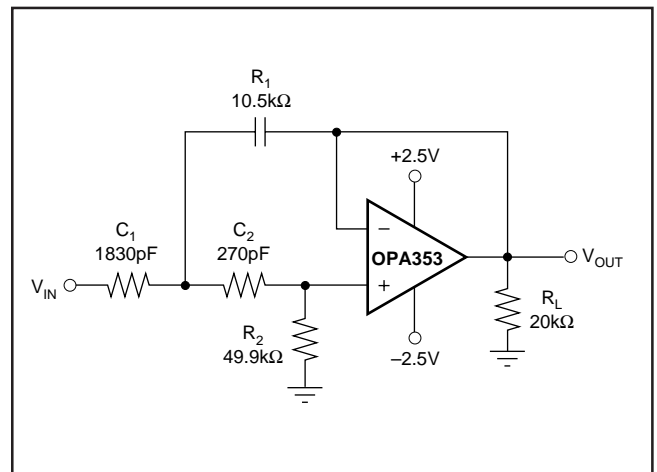 R1
10.5kΩ
+2.5V
C1
1830pF
C2
270pF
−
OPA353
+
VIN
VOUT
R2
49.9kΩ
RL
20kΩ
–2.5V